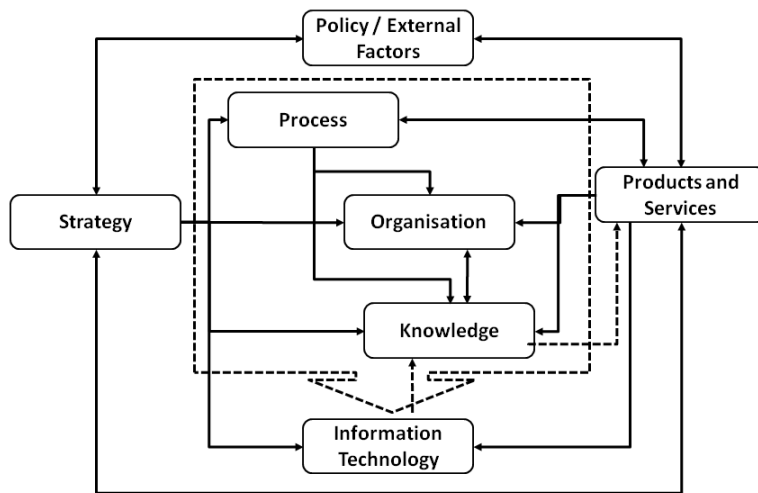 Policy / External
Factors
Process
Products and
Services
Strategy
Organisation
Knowledge
Information
Technology